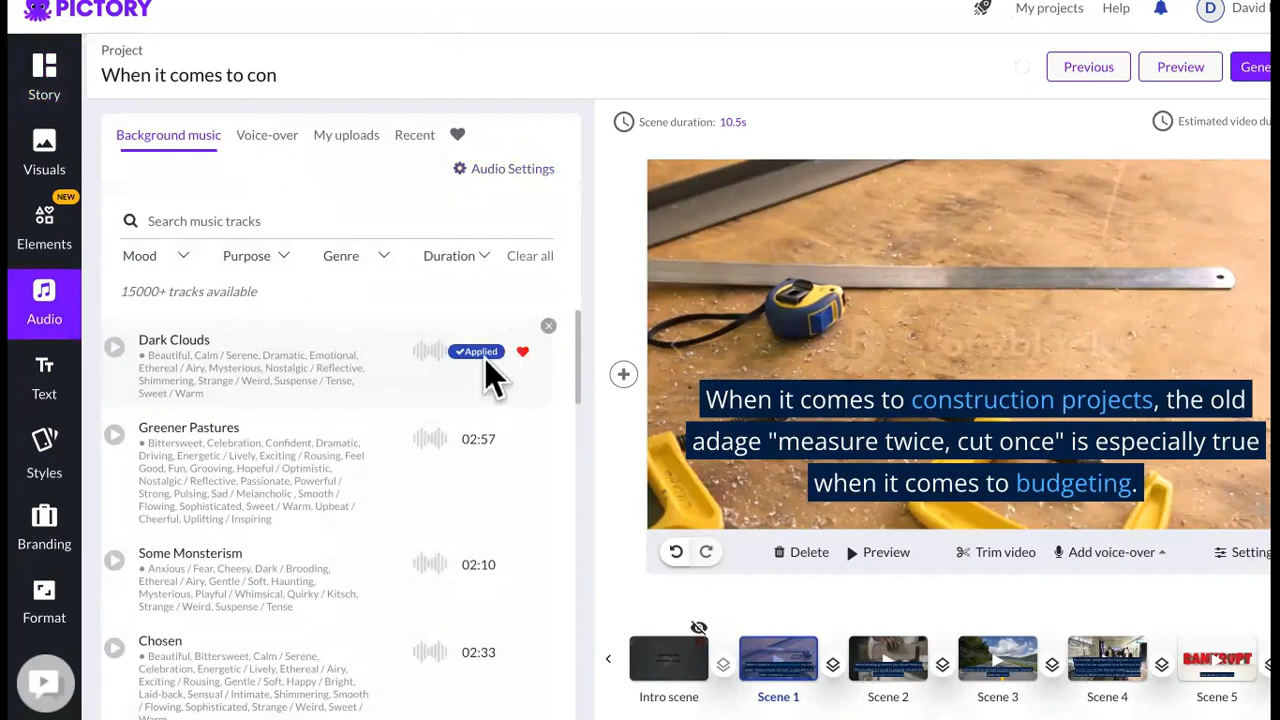 PICTORY
My projects
Help
D
David
Project
When it comes to con
Previous
Preview
Gene
Story
Visuals
NEW
Elements
Audio
Text
Styles
Branding
Format
Background music
Voice-over
My uploads
Recent
Audio Settings
Search music tracks
Mood
Purpose
Genre
Duration
Clear all
15000+ tracks available
Dark Clouds
● Beautiful, Calm / Serene, Dramatic, Emotional,
Ethereal / Airy, Mysterious, Nostalgic / Reflective,
Shimmering, Strange / Weird, Suspense / Tense,
Sweet / Warm
Applied
Greener Pastures
● Bittersweet, Celebration, Confident, Dramatic,
Driving, Energetic / Lively, Exciting / Rousing, Feel
Good, Fun, Grooving, Hopeful / Optimistic,
Nostalgic / Reflective, Passionate, Powerful /
Strong, Pulsing, Sad / Melancholic , Smooth /
Flowing, Sophisticated, Sweet / Warm, Upbeat /
Cheerful, Uplifting / Inspiring
02:57
Some Monsterism
● Anxious / Fear, Cheesy, Dark / Brooding,
Ethereal / Airy, Gentle / Soft, Haunting,
Mysterious, Playful / Whimsical, Quirky / Kitsch,
Strange / Weird, Suspense / Tense
02:10
Chosen
● Beautiful, Bittersweet, Calm / Serene,
Celebration, Energetic / Lively, Ethereal / Airy,
Exciting / Rousing, Gentle / Soft, Happy / Bright,
Laid-back, Sensual / Intimate, Shimmering, Smooth
/ Flowing, Sophisticated, Strange / Weird, Sweet /
Warm
02:33
Scene duration: 10.5s
Estimated video du
When it comes to construction projects, the old
adage "measure twice, cut once" is especially true
when it comes to budgeting.
Delete
Preview
Trim video
Add voice-over
Setting
BANKRUPT
Intro scene
Scene 1
Scene 2
Scene 3
Scene 4
Scene 5